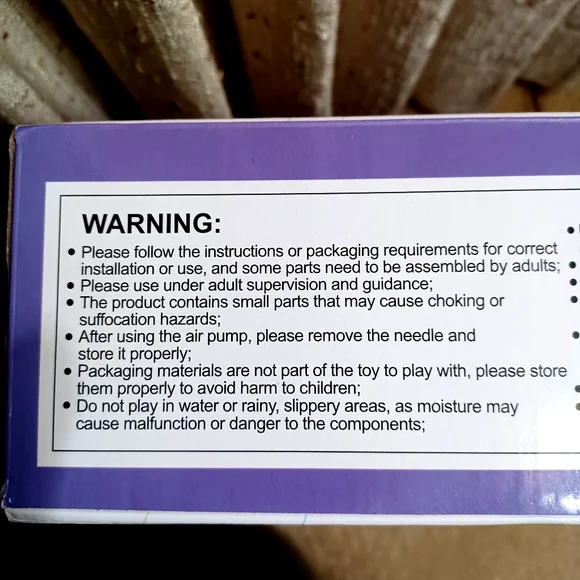 WARNING:
• Please follow the instructions or packaging requirements for correct
installation or use, and some parts need to be assembled by adults;
• Please use under adult supervision and guidance;
• The product contains small parts that may cause choking or
suffocation hazards;
• After using the air pump, please remove the needle and
store it properly;
• Packaging materials are not part of the toy to play with, please store
them properly to avoid harm to children;
• Do not play in water or rainy, slippery areas, as moisture may
cause malfunction or danger to the components;